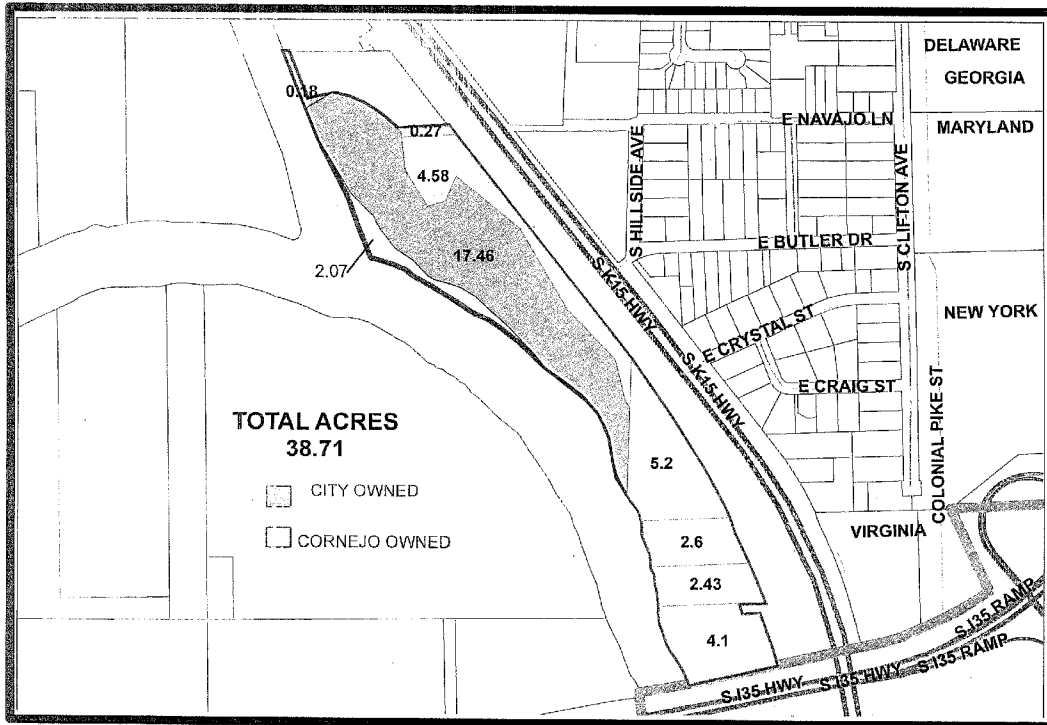 DELAWARE
GEORGIA
0.18
E NAVAJO LN
MARYLAND
0.27
S HILLSIDE AVE
S CLIFTON AVE
4.58
E BUTLER DR
17.46
2.07
S K15 HWY
NEW YORK
E CRYSTAL ST
S K15 HWY
E CRAIG ST
COLONIAL PIKE ST
TOTAL ACRES
38.71
CITY OWNED
CORNEJO OWNED
5.2
VIRGINIA
2.6
2.43
4.1
S I35 RAMP
S I35 HWY
S I35 HWY
S I35 RAMP